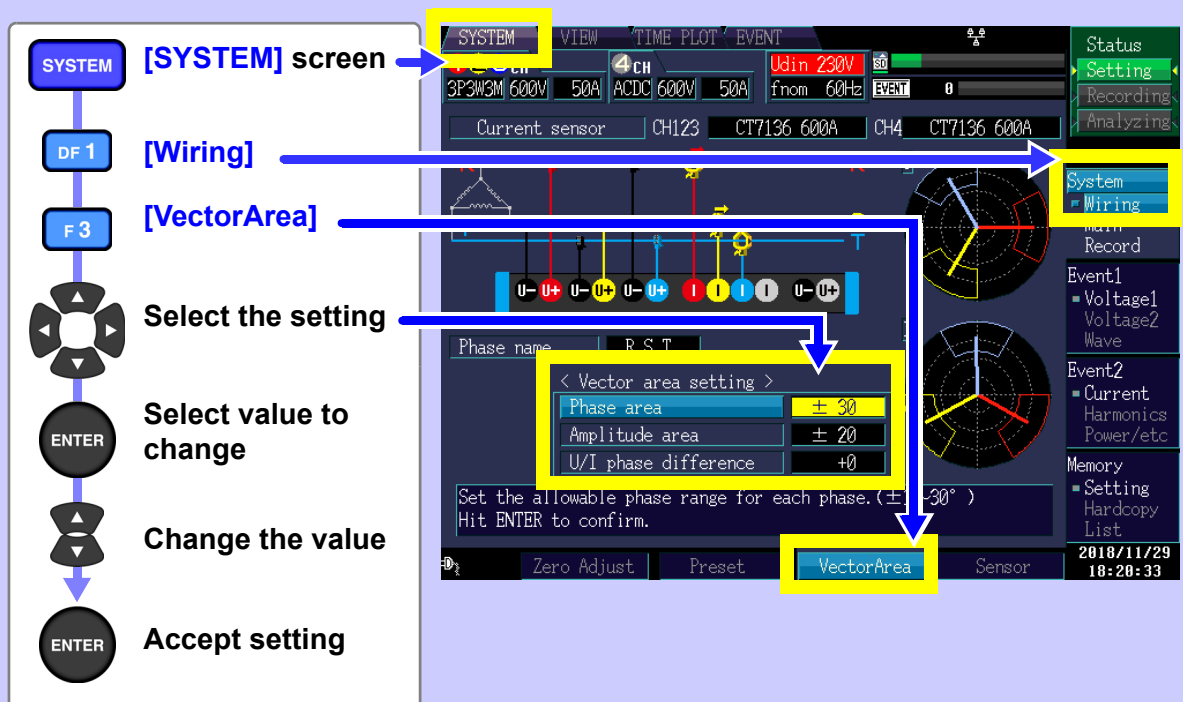 SYSTEM
[SYSTEM] screen
DF 1
[Wiring]
F 3
[VectorArea]
Select the setting
ENTER
Select value to
change
Change the value
ENTER
Accept setting
SYSTEM VIEW TIME PLOT EVENT
CH 4 CH Udin 230V SD
3P3W3M 600V 50A ACDC 600V 50A fnom 60Hz EVENT 0
Current sensor CH123 CT7136 600A CH4 CT7136 600A
R R
T T
U- U+ U- U+ U- U+ I I I I U- U+
Phase name R S T
< Vector area setting >
Phase area ± 30
Amplitude area ± 20
U/I phase difference +0
Set the allowable phase range for each phase.(± ~30° )
Hit ENTER to confirm.
Zero Adjust Preset VectorArea Sensor
Status
Setting
Recording
Analyzing
System
Wiring
Main
Record
Event1
Voltage1
Voltage2
Wave
Event2
Current
Harmonics
Power/etc
Memory
Setting
Hardcopy
List
2018/11/29
18:20:33